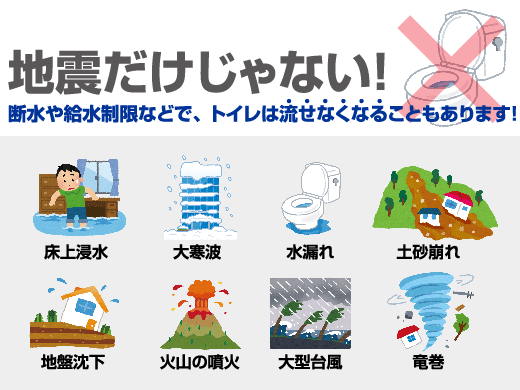 地震だけじゃない!
断水や給水制限などで、トイレは流せなくなることもあります!
床上浸水
大寒波
水漏れ
土砂崩れ
地盤沈下
火山の噴火
大型台風
竜巻